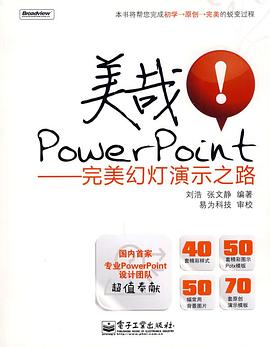 Broadview
本书将帮您完成初学→原创→完美的蜕变过程
美哉!
PowerPoint
——完美幻灯演示之路
刘浩 张文静 编著
易为科技 审校
国内首家
专业PowerPoint
设计团队
超值奉献
40
套精彩样式
50
套精彩图示
Potx模板
50
幅常用
背景图片
70
套原创
演示模板
电子工业出版社